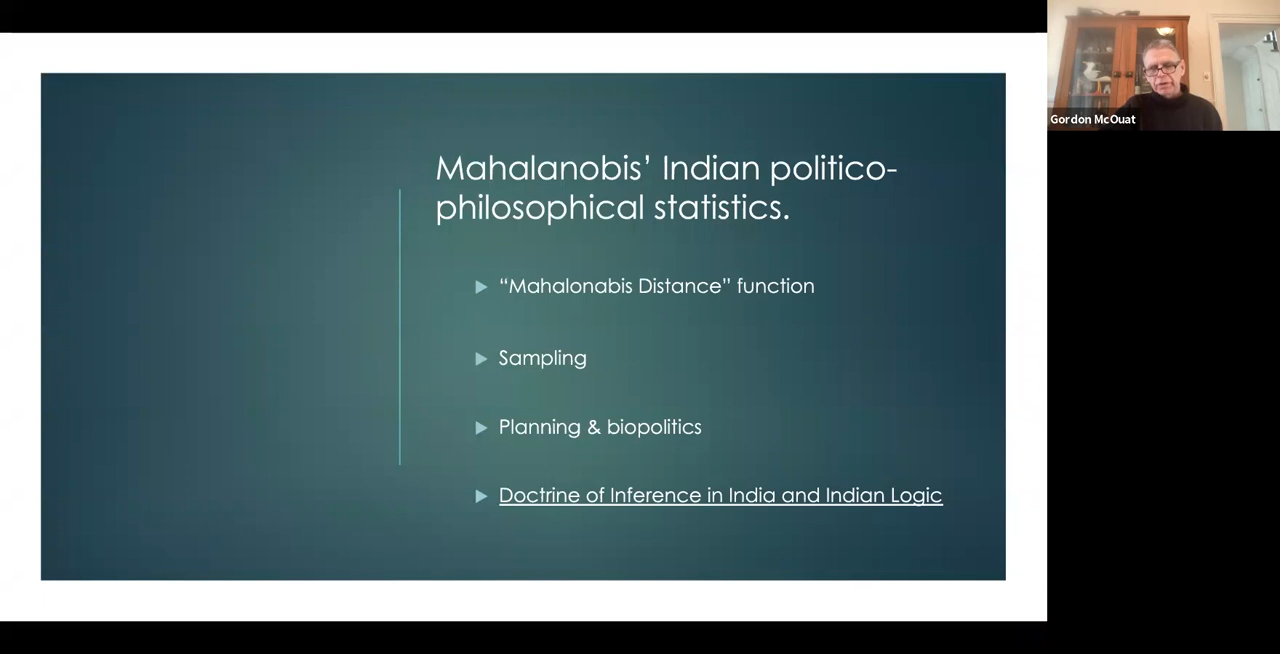 Mahalanobis’ Indian politico-
philosophical statistics.
“Mahalonabis Distance” function
Sampling
Planning & biopolitics
Doctrine of Inference in India and Indian Logic
Gordon McOuat